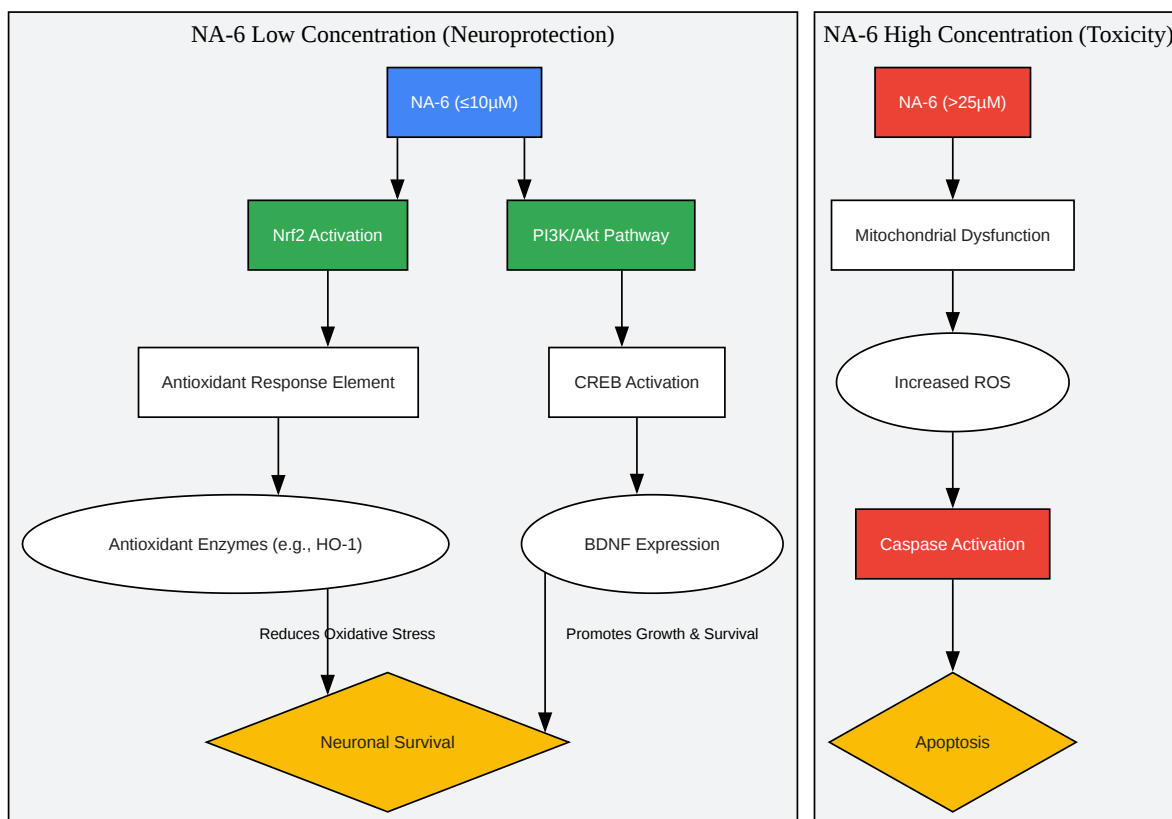 NA-6 Low Concentration (Neuroprotection)
NA-6 (≤10μM)
Nrf2 Activation
PI3K/Akt Pathway
Antioxidant Response Element
CREB Activation
Antioxidant Enzymes (e.g., HO-1)
BDNF Expression
Reduces Oxidative Stress
Promotes Growth & Survival
Neuronal Survival
NA-6 High Concentration (Toxicity)
NA-6 (>25μM)
Mitochondrial Dysfunction
Increased ROS
Caspase Activation
Apoptosis